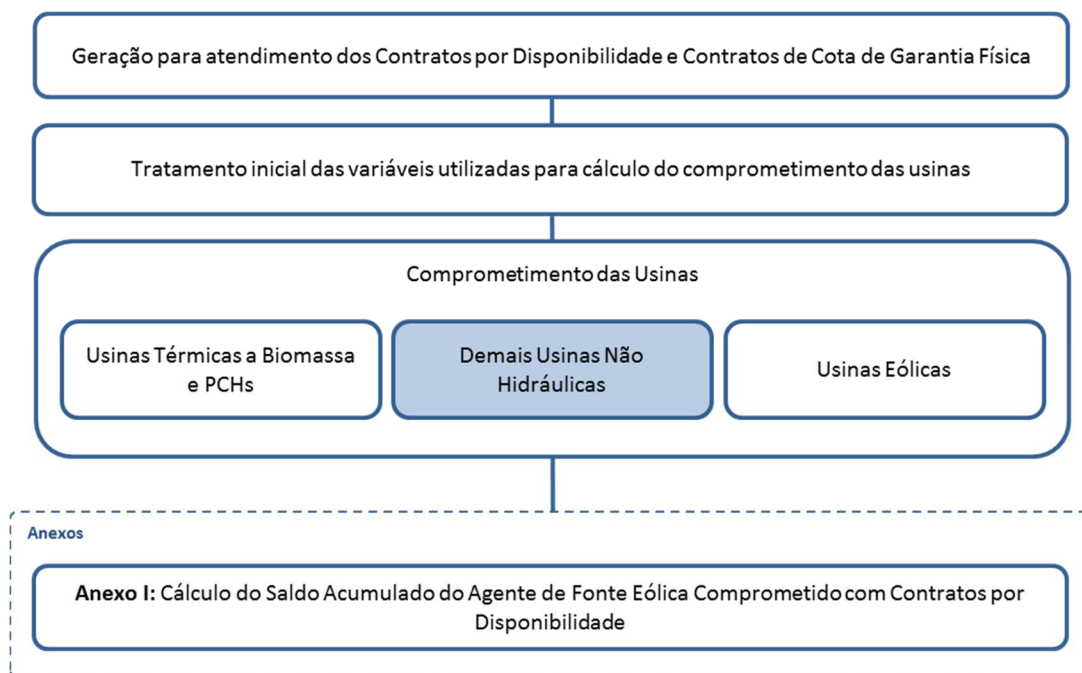 Geração para atendimento dos Contratos por Disponibilidade e Contratos de Cota de Garantia Física
Tratamento inicial das variáveis utilizadas para cálculo do comprometimento das usinas
Comprometimento das Usinas
Usinas Térmicas a Biomassa
e PCHs
Demais Usinas Não
Hidráulicas
Usinas Eólicas
Anexos
Anexo I: Cálculo do Saldo Acumulado do Agente de Fonte Eólica Comprometido com Contratos por
Disponibilidade